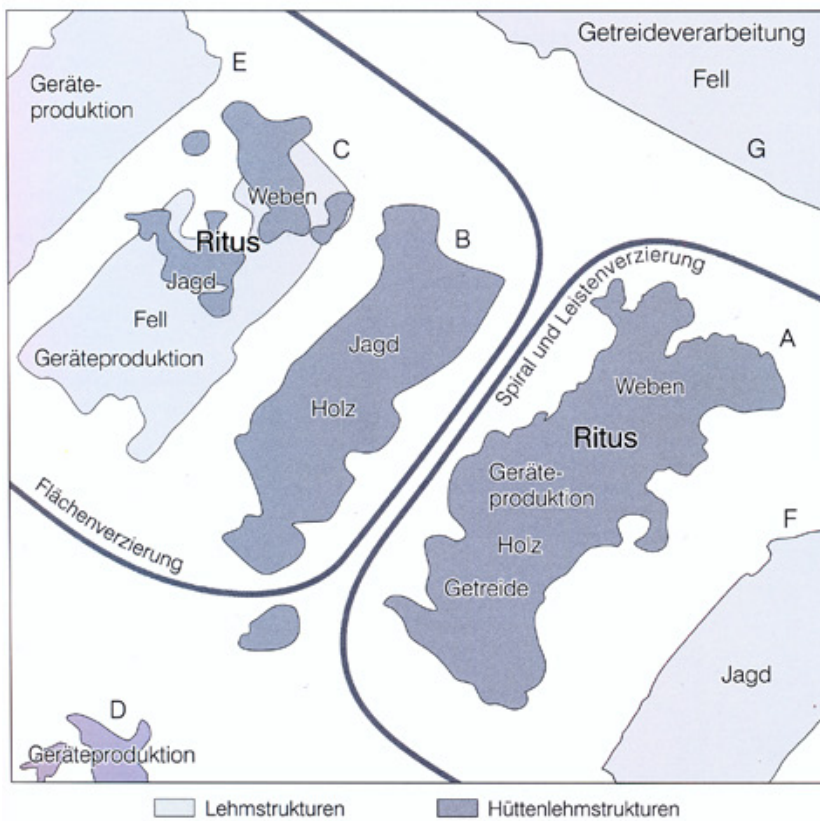 Getreideverarbeitung
Fell
G
E
Geräte-
produktion
C
Weben
Ritus
Jagd
Fell
Geräteproduktion
B
Jagd
Holz
Flächenverzierung
Spiral und Leistenverzierung
A
Weben
Ritus
Geräte-
produktion
Holz
Getreide
F
Jagd
D
Geräteproduktion
Lehmstrukturen
Hüttenlehmstrukturen